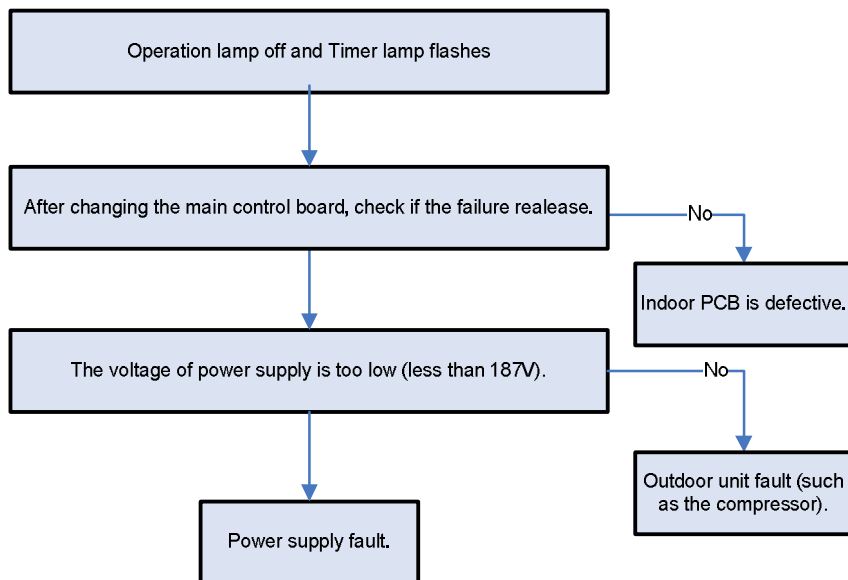 Operation lamp off and Timer lamp flashes
After changing the main control board, check if the failure realease.
No
Indoor PCB is defective.
The voltage of power supply is too low (less than 187V).
No
Outdoor unit fault (such
as the compressor).
Power supply fault.